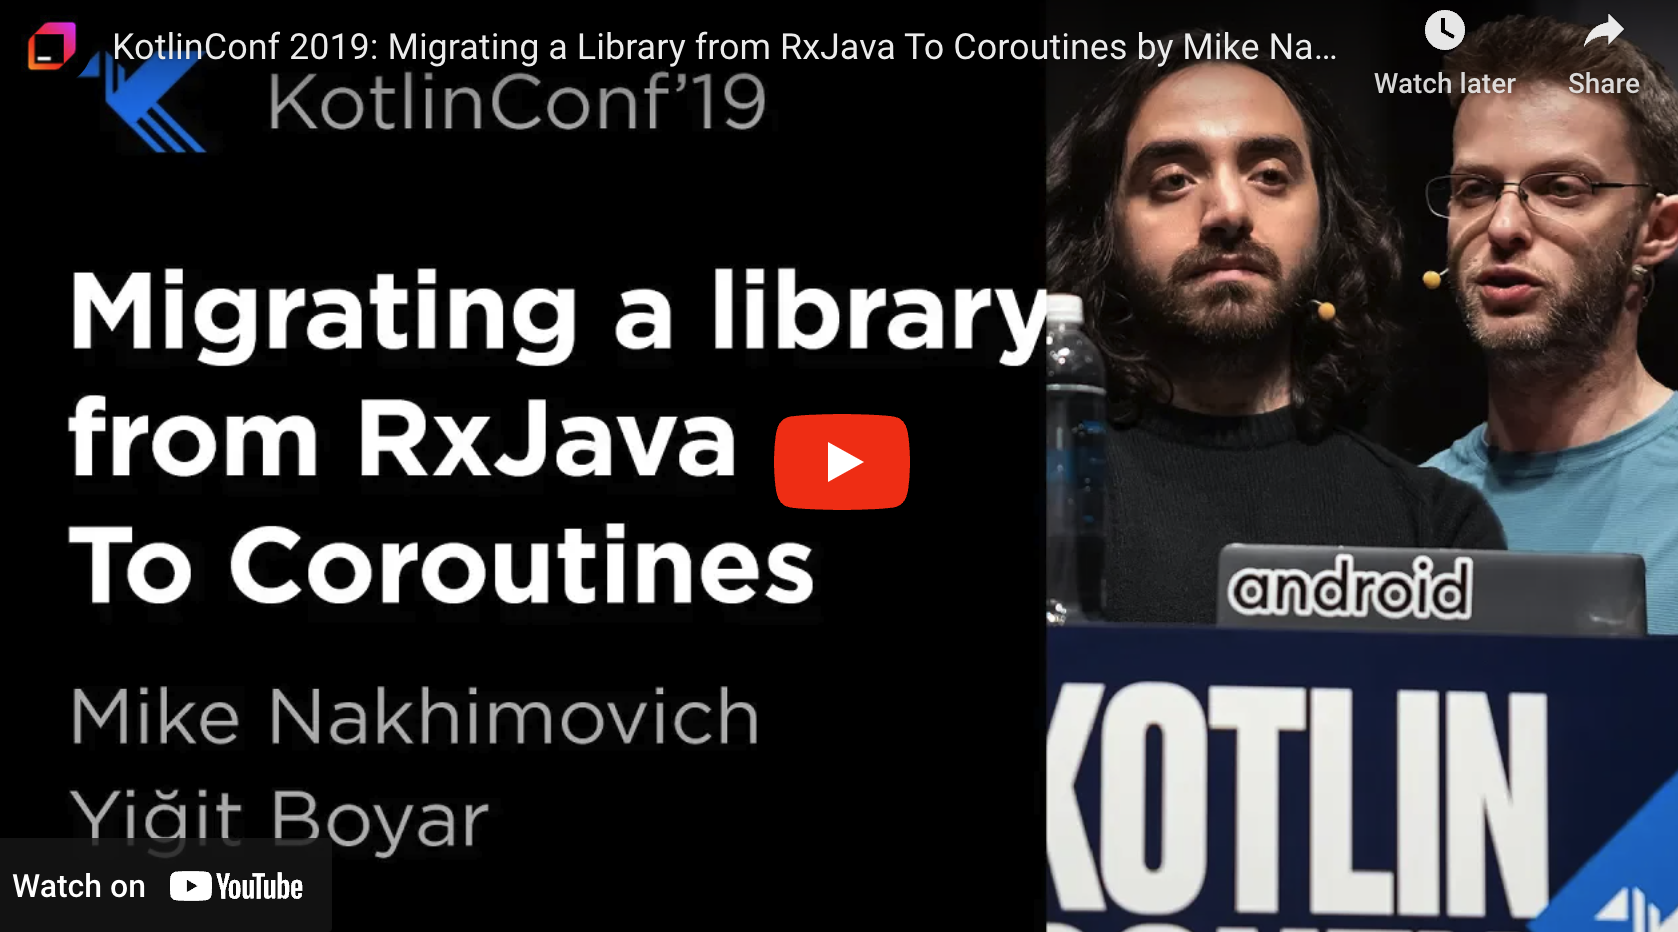 KotlinConf 2019: Migrating a Library from RxJava To Coroutines by Mike Na...
Watch later
Share
KotlinConf’19
Migrating a library
from RxJava
To Coroutines
Mike Nakhimovich
Yiğit Boyar
android
KOTLIN
Watch on YouTube